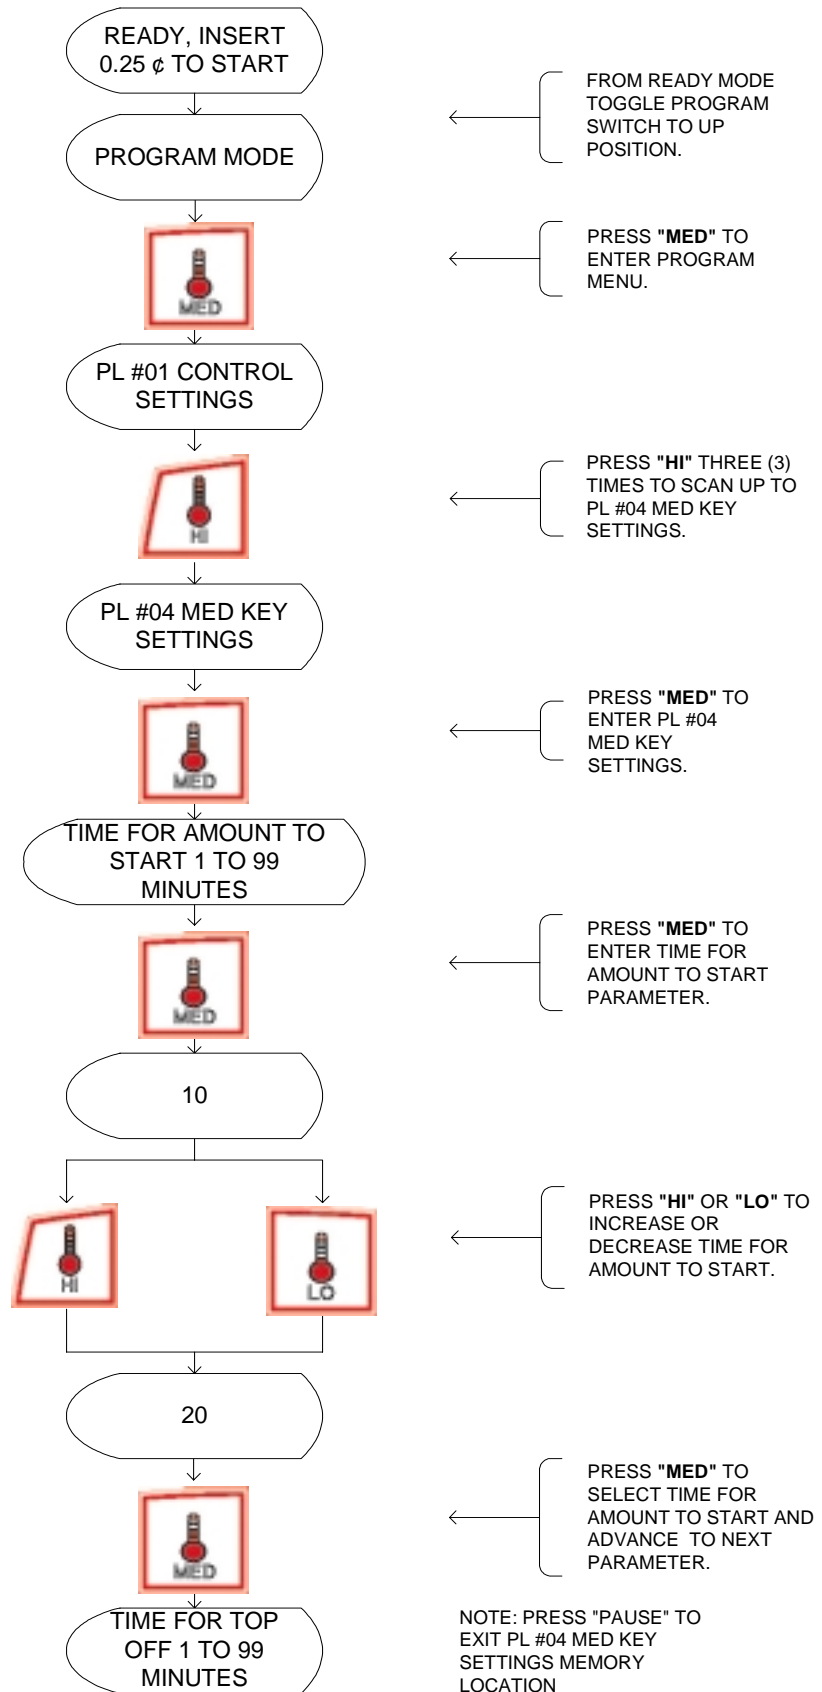 READY, INSERT
0.25 ¢ TO START
FROM READY MODE
TOGGLE PROGRAM
SWITCH TO UP
POSITION.
PROGRAM MODE
MED
PRESS "MED" TO
ENTER PROGRAM
MENU.
PL #01 CONTROL
SETTINGS
HI
PRESS "HI" THREE (3)
TIMES TO SCAN UP TO
PL #04 MED KEY
SETTINGS.
PL #04 MED KEY
SETTINGS
MED
PRESS "MED" TO
ENTER PL #04
MED KEY
SETTINGS.
TIME FOR AMOUNT TO
START 1 TO 99
MINUTES
MED
PRESS "MED" TO
ENTER TIME FOR
AMOUNT TO START
PARAMETER.
10
HI
LO
PRESS "HI" OR "LO" TO
INCREASE OR
DECREASE TIME FOR
AMOUNT TO START.
20
MED
PRESS "MED" TO
SELECT TIME FOR
AMOUNT TO START AND
ADVANCE TO NEXT
PARAMETER.
TIME FOR TOP
OFF 1 TO 99
MINUTES
NOTE: PRESS "PAUSE" TO
EXIT PL #04 MED KEY
SETTINGS MEMORY
LOCATION